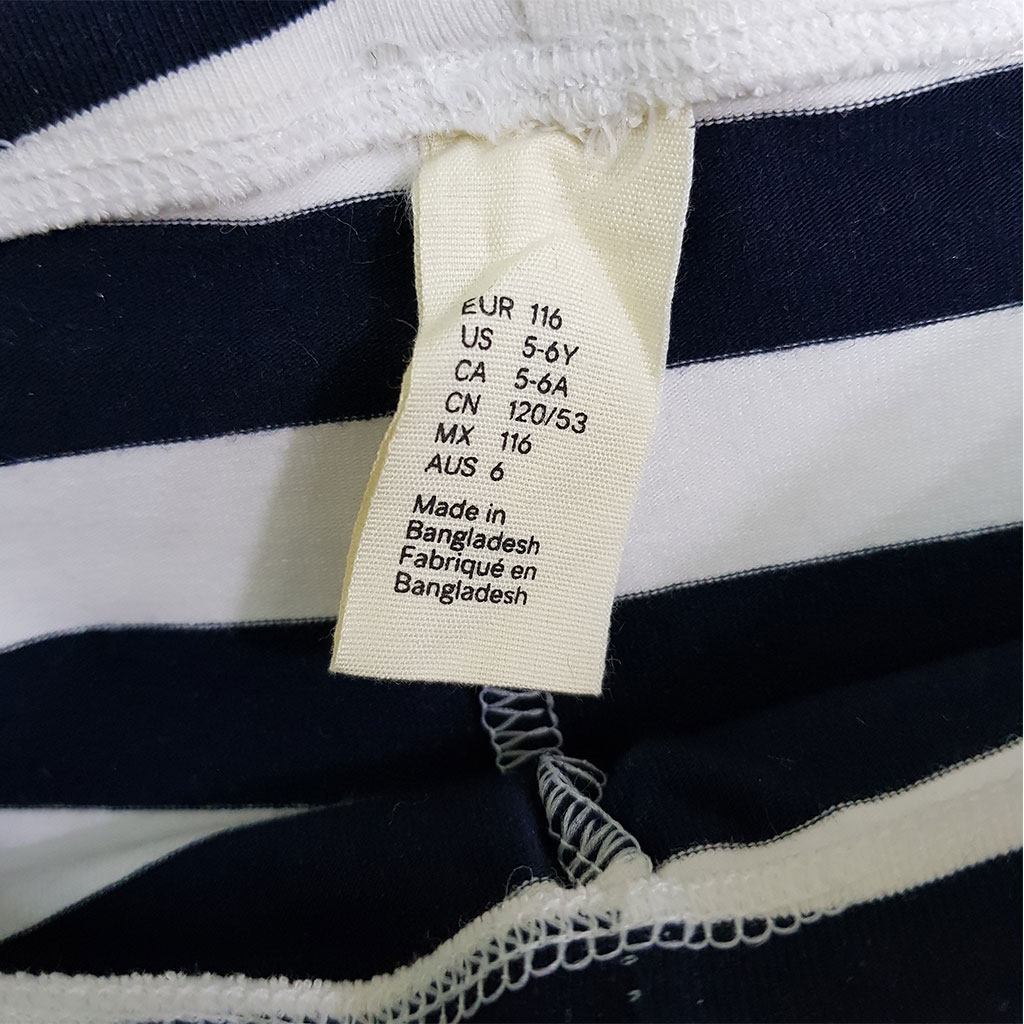 EUR 116
US 5-6Y
CA 5-6A
CN 120/53
MX 116
AUS 6
Made in
Bangladesh
Fabriqué en
Bangladesh